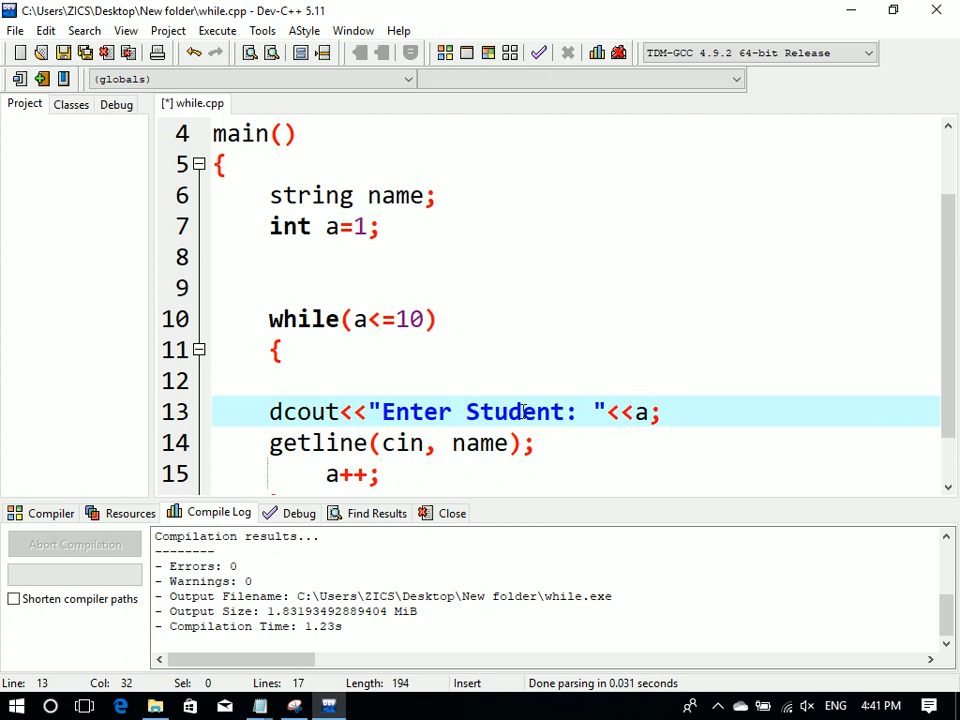 C:\Users\ZICS\Desktop\New folder\while.cpp - Dev-C++ 5.11
File Edit Search View Project Execute Tools AStyle Window Help
TDM-GCC 4.9.2 64-bit Release
(globals)
Project Classes Debug [*] while.cpp
4 main()
5 {
6 string name;
7 int a=1;
8
9
10 while(a<=10)
11 {
12
13 dcout<<"Enter Student: "<<a;
14 getline(cin, name);
15 a++;
Compiler Resources Compile Log Debug Find Results Close
Abort Compilation
Shorten compiler paths
Compilation results...
--------
- Errors: 0
- Warnings: 0
- Output Filename: C:\Users\ZICS\Desktop\New folder\while.exe
- Output Size: 1.83193492889404 MiB
- Compilation Time: 1.23s
Line: 13 Col: 32 Sel: 0 Lines: 17 Length: 194 Insert Done parsing in 0.031 seconds
ENG 4:41 PM